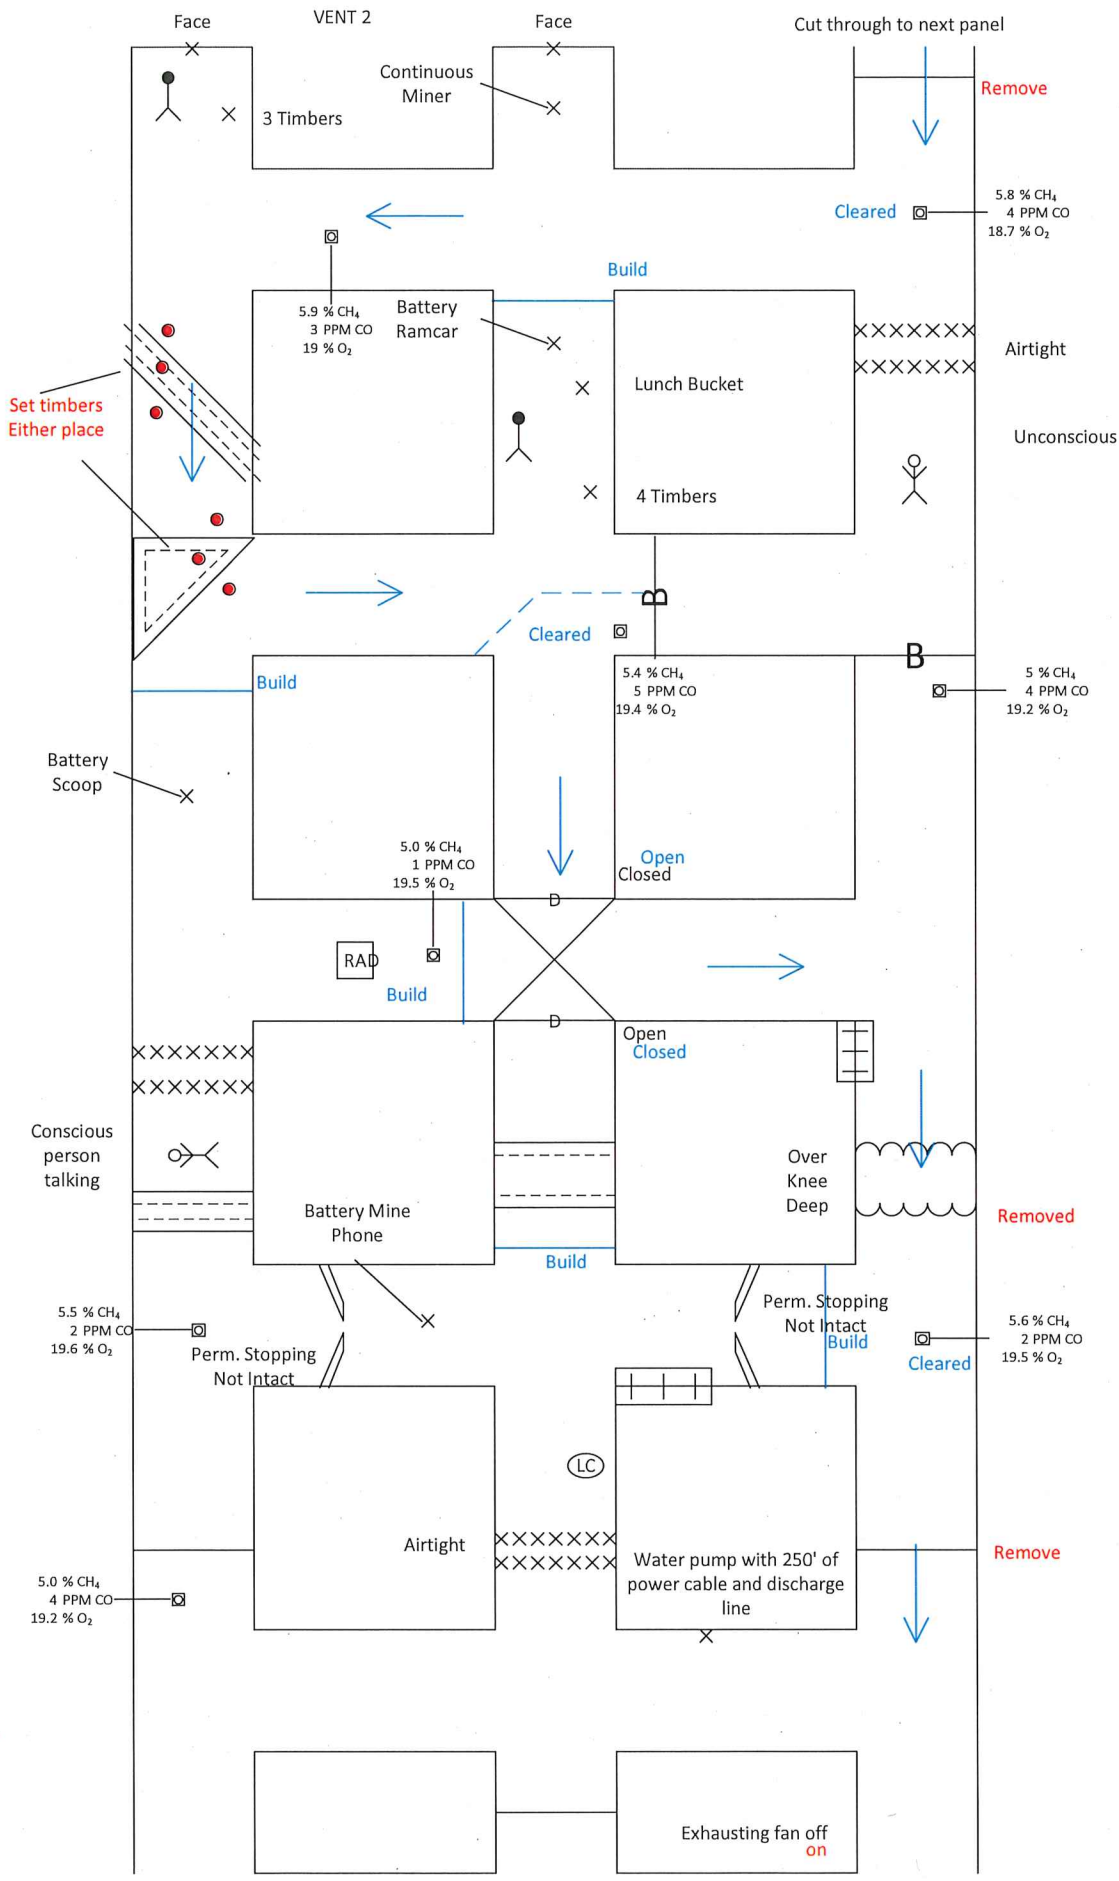 Face
VENT 2
Face
Cut through to next panel
Continuous
Miner
Remove
3 Timbers
5.8 % CH₄
4 PPM CO
18.7 % O₂
Cleared
Build
5.9 % CH₄
3 PPM CO
19 % O₂
Battery
Ramcar
Airtight
Lunch Bucket
Set timbers
Either place
Unconscious
4 Timbers
B
Cleared
B
5.4 % CH₄
5 PPM CO
19.4 % O₂
5 % CH₄
4 PPM CO
19.2 % O₂
Build
Battery
Scoop
5.0 % CH₄
1 PPM CO
19.5 % O₂
Open
Closed
D
RAD
Build
D
Open
Closed
Conscious
person
talking
Over
Knee
Deep
Battery Mine
Phone
Removed
Build
5.5 % CH₄
2 PPM CO
19.6 % O₂
Perm. Stopping
Not Intact
Perm. Stopping
Not Intact
Build
5.6 % CH₄
2 PPM CO
19.5 % O₂
Cleared
LC
Airtight
Water pump with 250' of
power cable and discharge
line
Remove
5.0 % CH₄
4 PPM CO
19.2 % O₂
Exhausting fan off
on